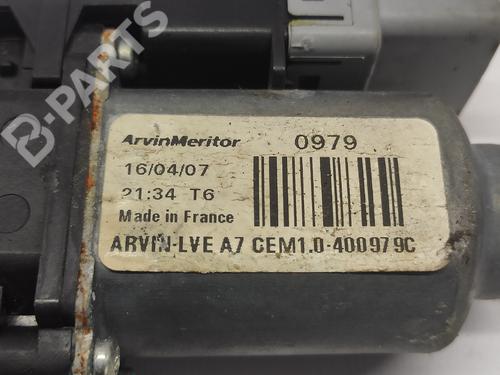 B-PARTS
ArvinMeritor 0979
16/04/07
21:34 T6
Made in France
ARVIN-LVE A7 CEM1.0-400979C